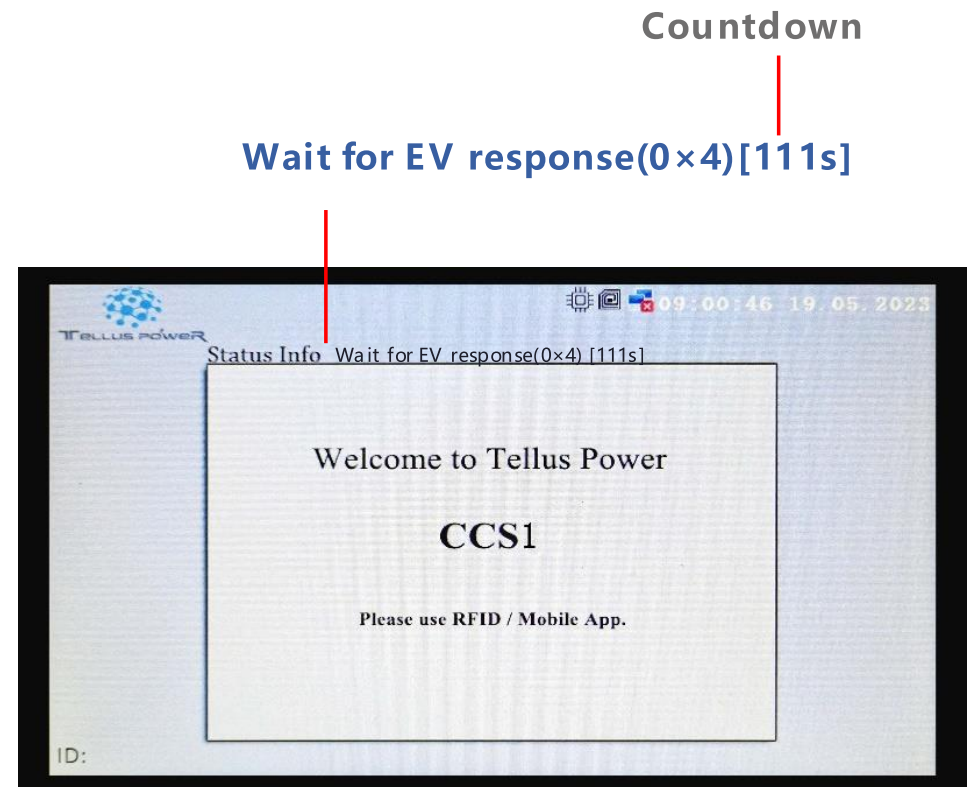 Countdown
Wait for EV response(0×4)[111s]
09:00:46 19.05.2023
TELLUS POWER
Status Info Wait for EV response(0×4) [111s]
Welcome to Tellus Power
CCS1
Please use RFID / Mobile App.
ID: